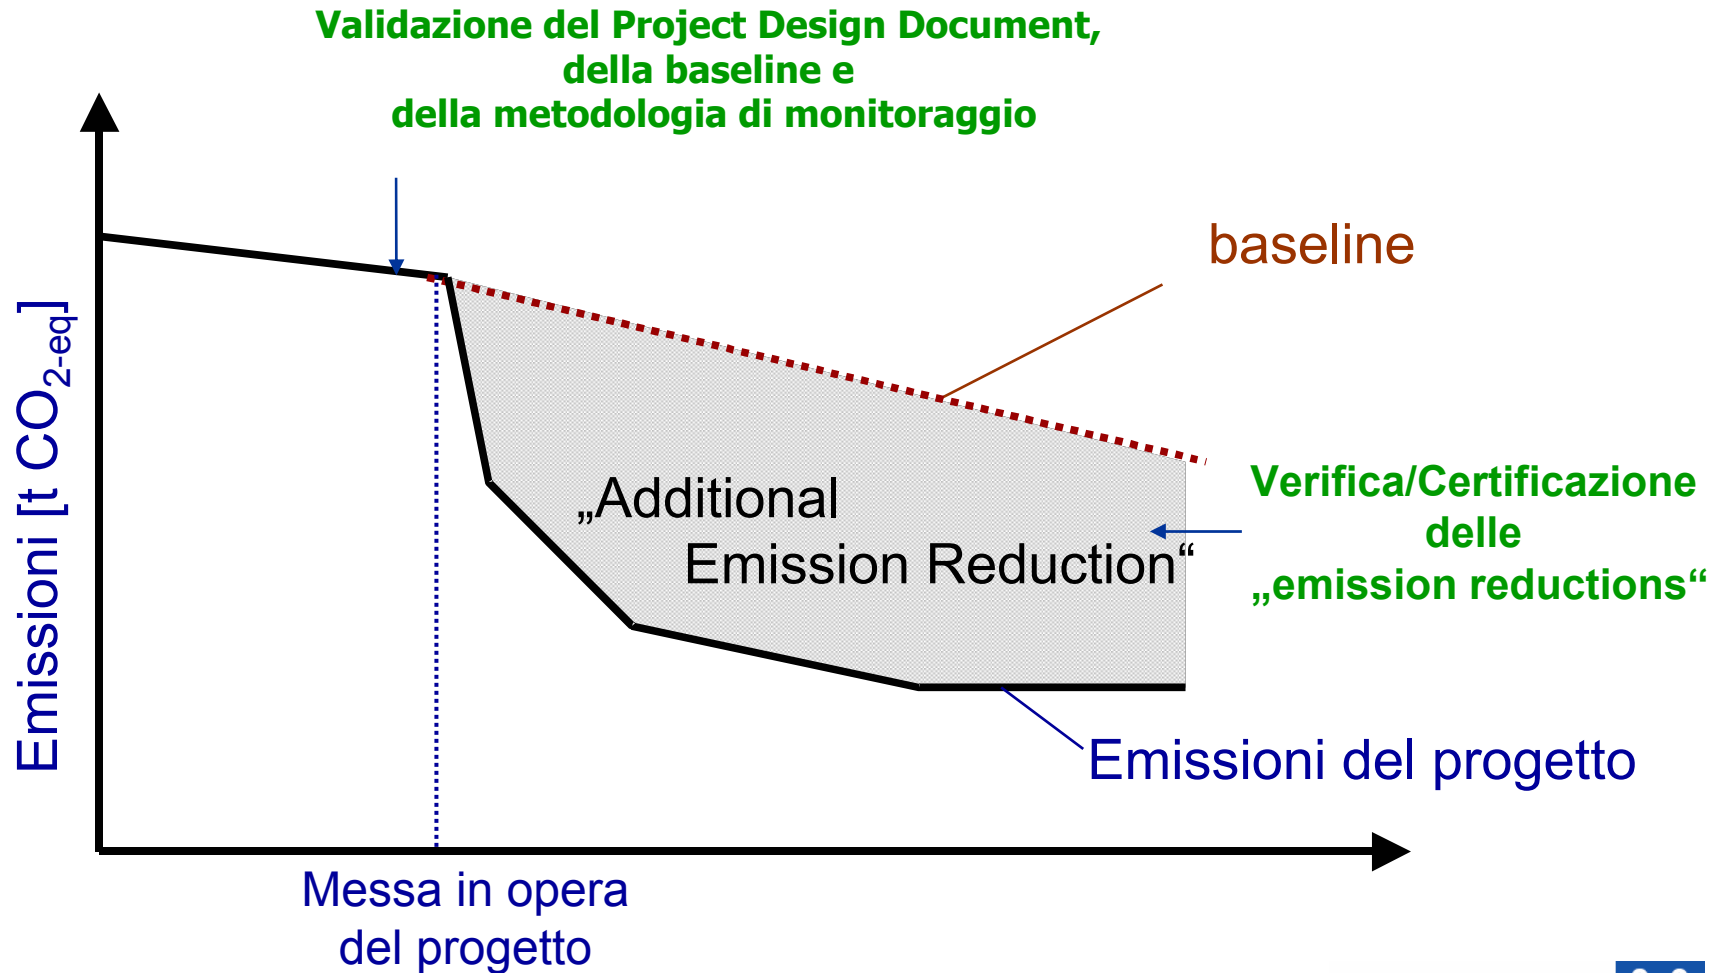 Validazione del Project Design Document,
della baseline e
della metodologia di monitoraggio
baseline
Emissioni [t CO2-eq]
„Additional
Emission Reduction“
Verifica/Certificazione
delle
„emission reductions“
Emissioni del progetto
Messa in opera
del progetto